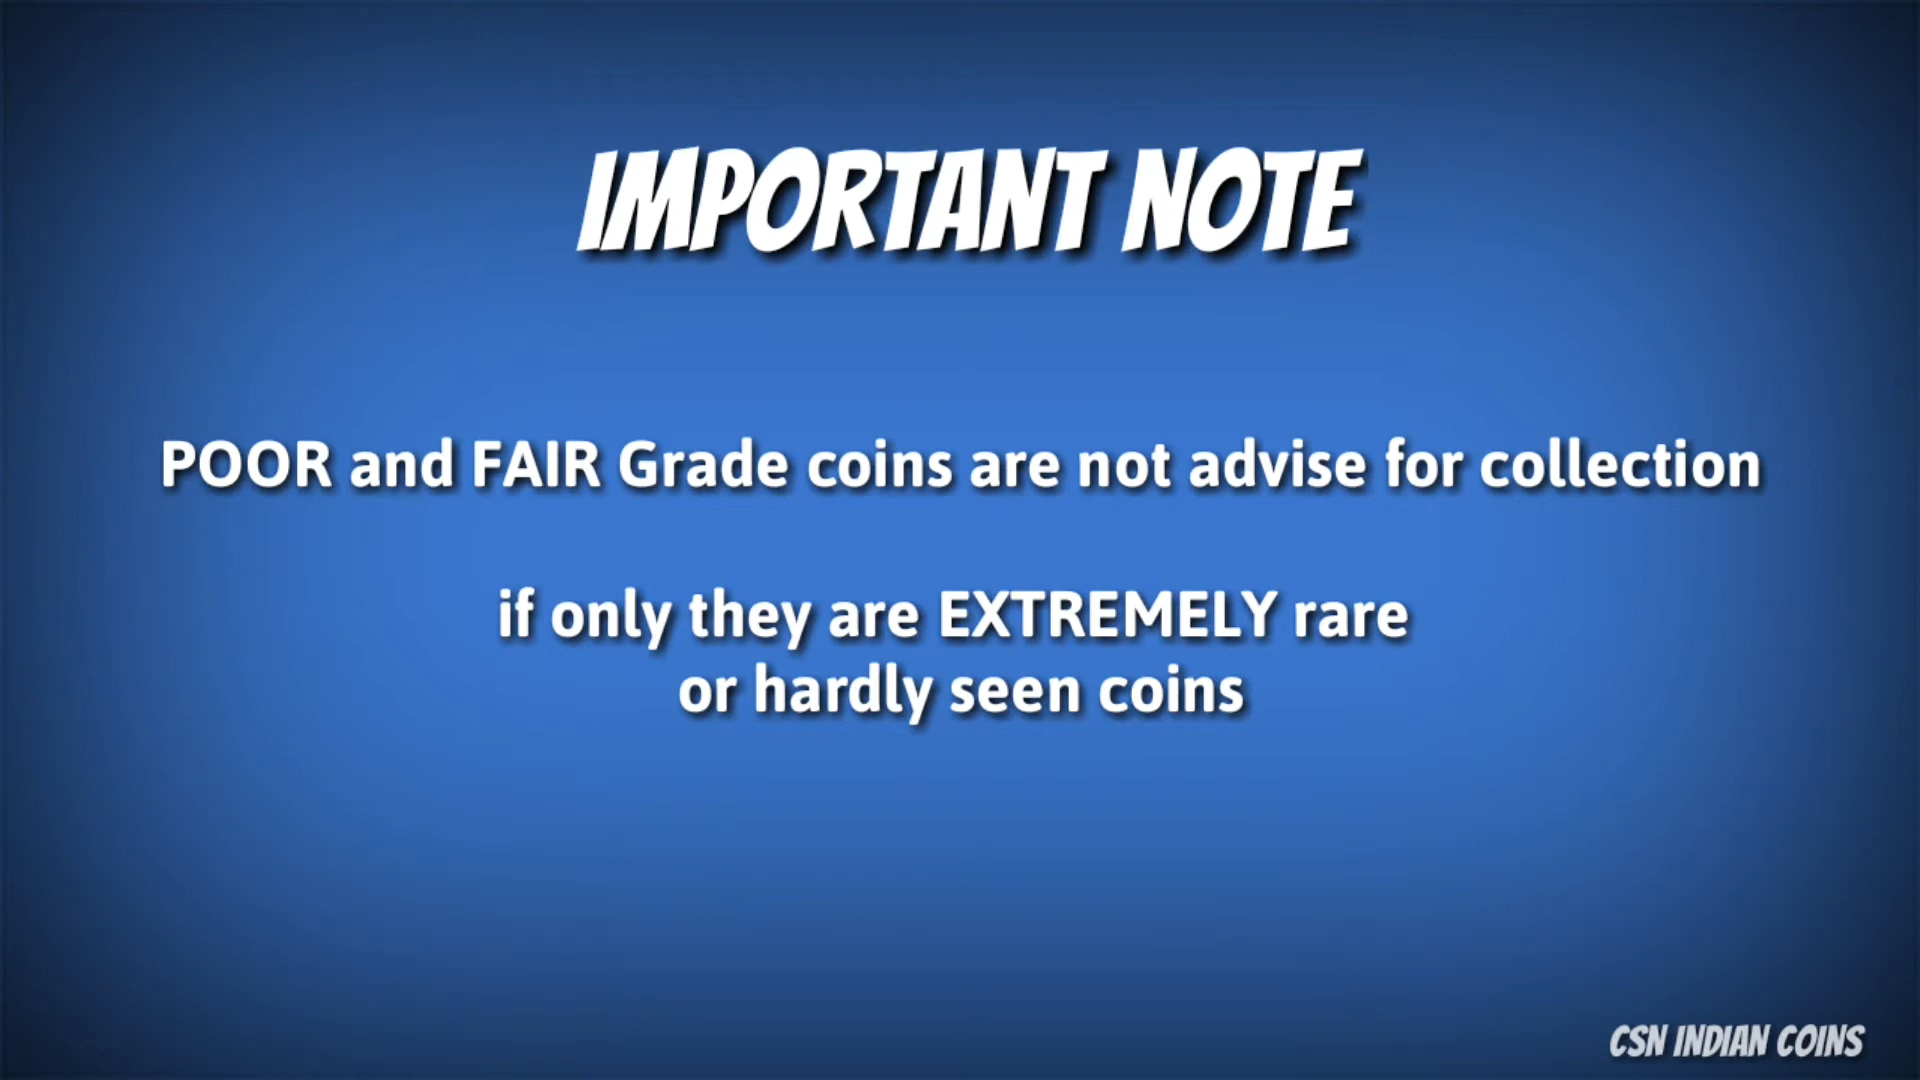 IMPORTANT NOTE
POOR and FAIR Grade coins are not advise for collection
if only they are EXTREMELY rare
or hardly seen coins
CSN INDIAN COINS